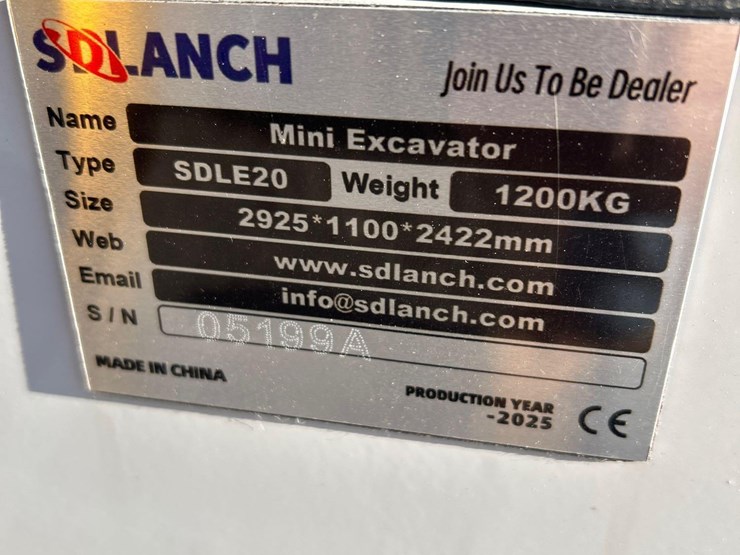 SDLANCH
Join Us To Be Dealer
Name Mini Excavator
Type SDLE20 Weight 1200KG
Size 2925*1100*2422mm
Web www.sdlanch.com
Email info@sdlanch.com
S/N 05199A
MADE IN CHINA
PRODUCTION YEAR
-2025
CE